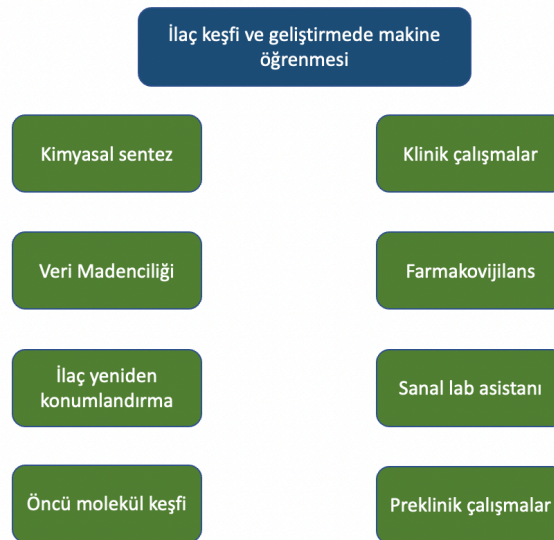 İlaç keşfi ve geliştirmede makine
öğrenmesi
Kimyasal sentez
Klinik çalışmalar
Veri Madenciliği
Farmakovijilans
İlaç yeniden
konumlandırma
Sanal lab asistanı
Öncü molekül keşfi
Preklinik çalışmalar